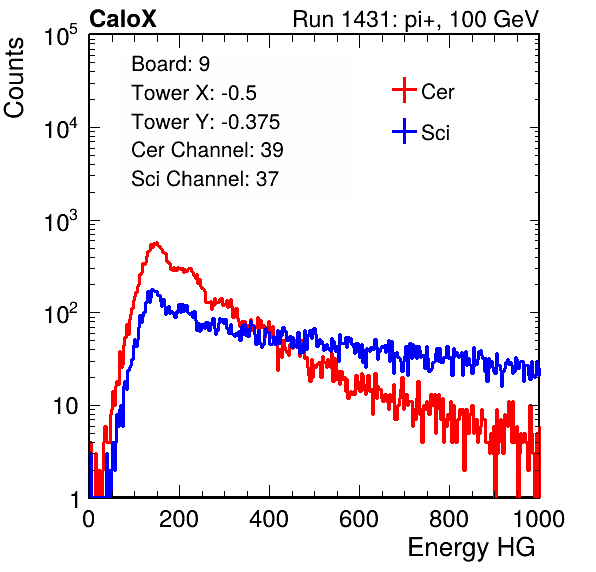 CaloX Run 1431: pi+, 100 GeV
Counts
Board: 9
Tower X: -0.5
Tower Y: -0.375
Cer Channel: 39
Sci Channel: 37
Cer
Sci
10^5
10^4
10^3
10^2
10
1
0 200 400 600 800 1000
Energy HG